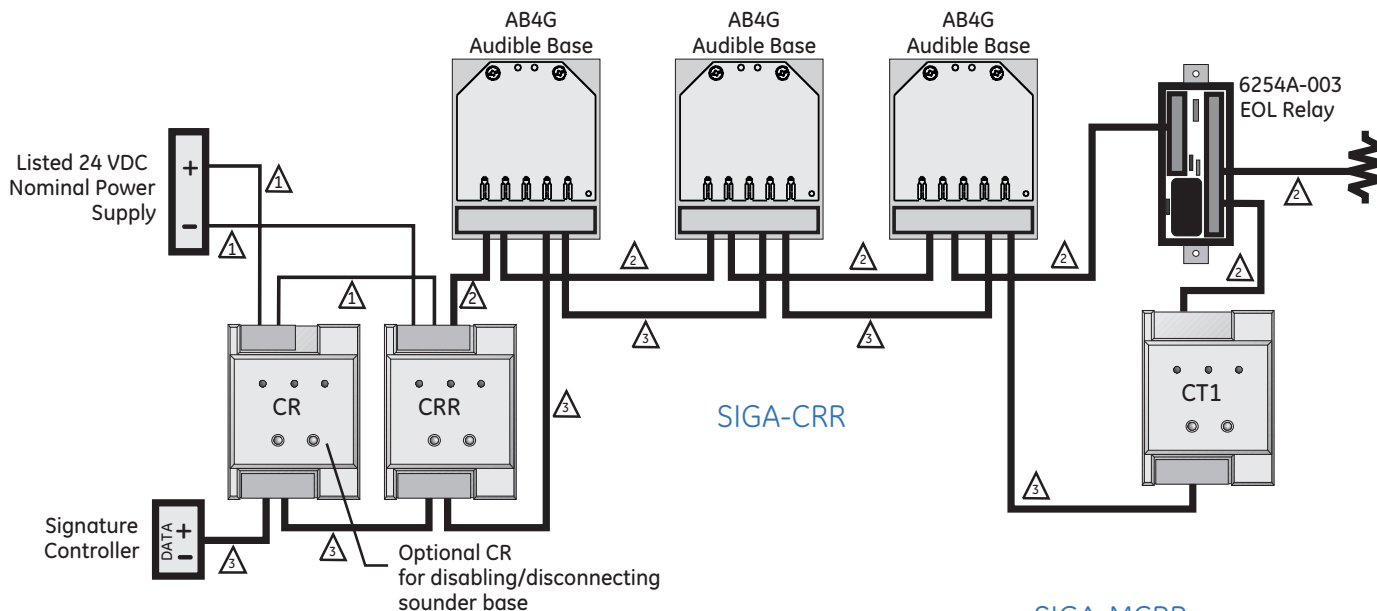 AB4G
Audible Base
AB4G
Audible Base
AB4G
Audible Base
6254A-003
EOL Relay
Listed 24 VDC
Nominal Power
Supply
+
-
1
1
1
2
2
2
2
2
2
3
3
3
CR
CRR
SIGA-CRR
CT1
3
3
3
Signature
Controller
DATA
+
-
Optional CR
for disabling/disconnecting
sounder base